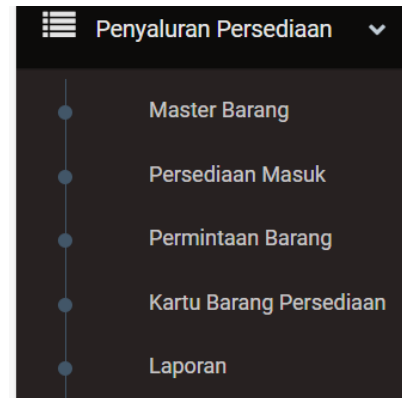 Penyaluran Persediaan
Master Barang
Persediaan Masuk
Permintaan Barang
Kartu Barang Persediaan
Laporan